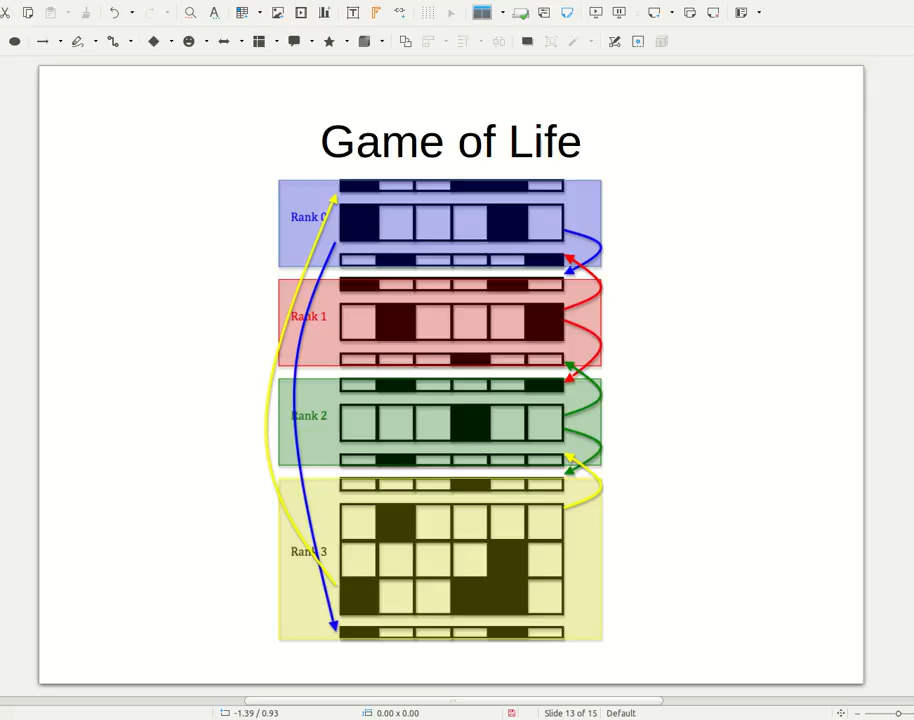 Game of Life
Rank 0
Rank 1
Rank 2
Rank 3
-1.39 / 0.93
0.00 x 0.00
Slide 13 of 15
Default